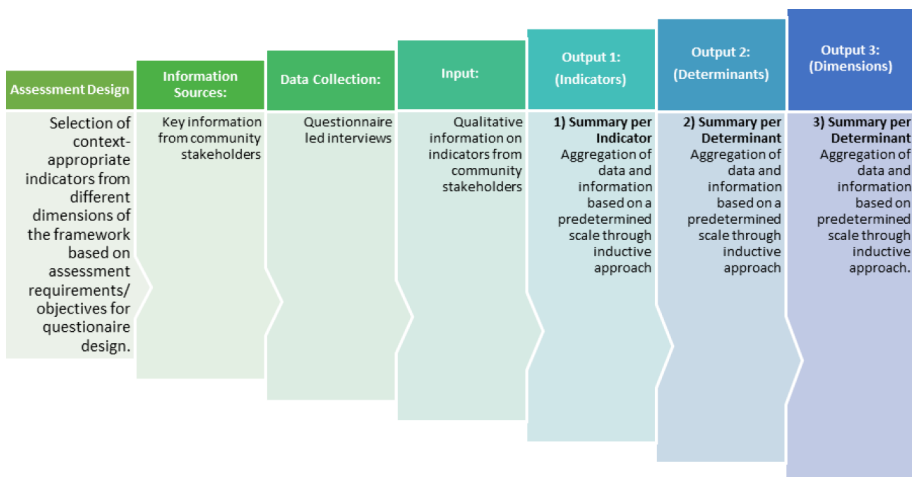 Assessment Design
Selection of
context-
appropriate
indicators from
different
dimensions of
the framework
based on
assessment
requirements/
objectives for
questionaire
design.
Information
Sources:
Key information
from community
stakeholders
Data Collection:
Questionnaire
led interviews
Input:
Qualitative
information on
indicators from
community
stakeholders
Output 1:
(Indicators)
1) Summary per
Indicator
Aggregation of
data and
information
based on a
predetermined
scale through
inductive
approach
Output 2:
(Determinants)
2) Summary per
Determinant
Aggregation of
data and
information
based on a
predetermined
scale through
inductive
approach
Output 3:
(Dimensions)
3) Summary per
Determinant
Aggregation of
data and
information
based on
predetermined
scale through
inductive
approach.